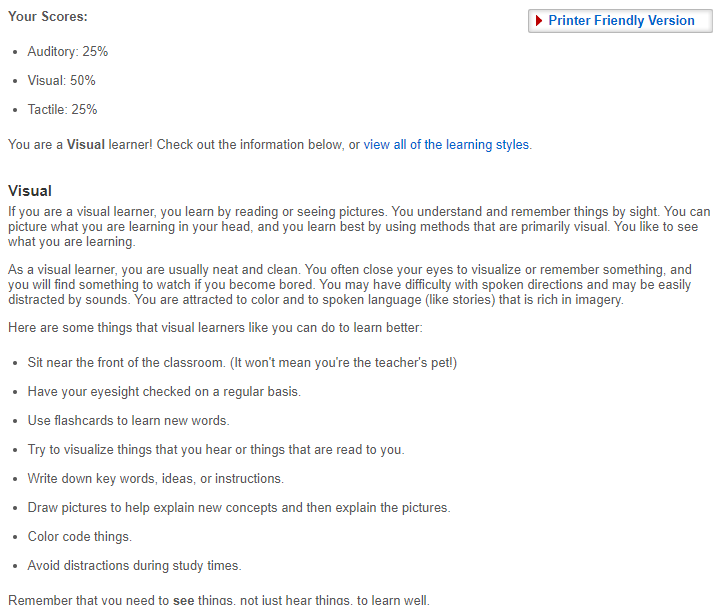 Your Scores:
Printer Friendly Version
Auditory: 25%
Visual: 50%
Tactile: 25%
You are a Visual learner! Check out the information below, or view all of the learning styles.
Visual
If you are a visual learner, you learn by reading or seeing pictures. You understand and remember things by sight. You can
picture what you are learning in your head, and you learn best by using methods that are primarily visual. You like to see
what you are learning.
As a visual learner, you are usually neat and clean. You often close your eyes to visualize or remember something, and
you will find something to watch if you become bored. You may have difficulty with spoken directions and may be easily
distracted by sounds. You are attracted to color and to spoken language (like stories) that is rich in imagery.
Here are some things that visual learners like you can do to learn better:
Sit near the front of the classroom. (It won't mean you're the teacher's pet!)
Have your eyesight checked on a regular basis.
Use flashcards to learn new words.
Try to visualize things that you hear or things that are read to you.
Write down key words, ideas, or instructions.
Draw pictures to help explain new concepts and then explain the pictures.
Color code things.
Avoid distractions during study times.
Remember that you need to see things, not just hear things, to learn well.